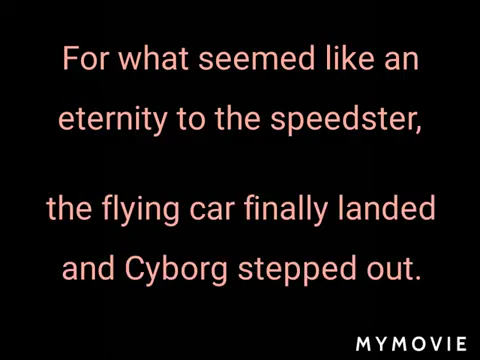 For what seemed like an
eternity to the speedster,
the flying car finally landed
and Cyborg stepped out.
MYMOVIE